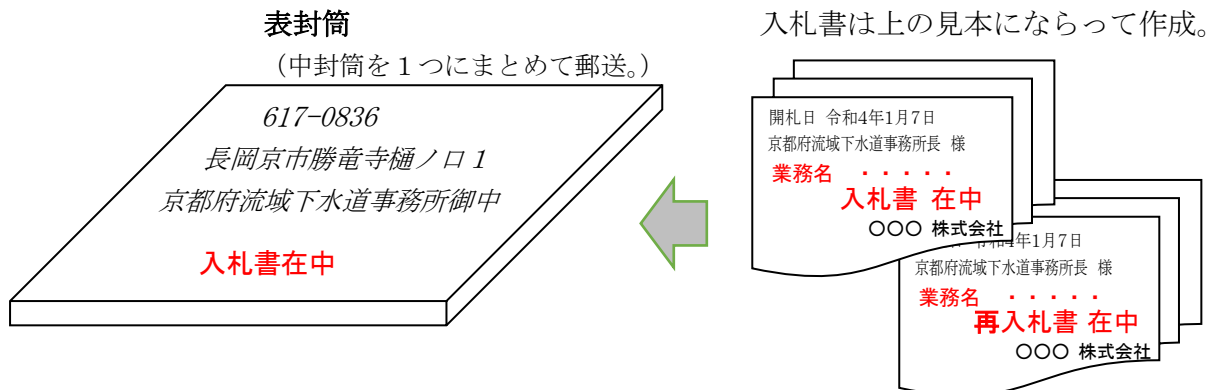 表封筒
（中封筒を１つにまとめて郵送。）
617-0836
長岡京市勝竜寺樋ノ口１
京都府流域下水道事務所御中
入札書在中
入札書は上の見本にならって作成。
開札日 令和4年1月7日
京都府流域下水道事務所長 様
業務名 ・・・・・
入札書 在中
○○○ 株式会社
4年1月7日
京都府流域下水道事務所長 様
業務名 ・・・・・
再入札書 在中
○○○ 株式会社